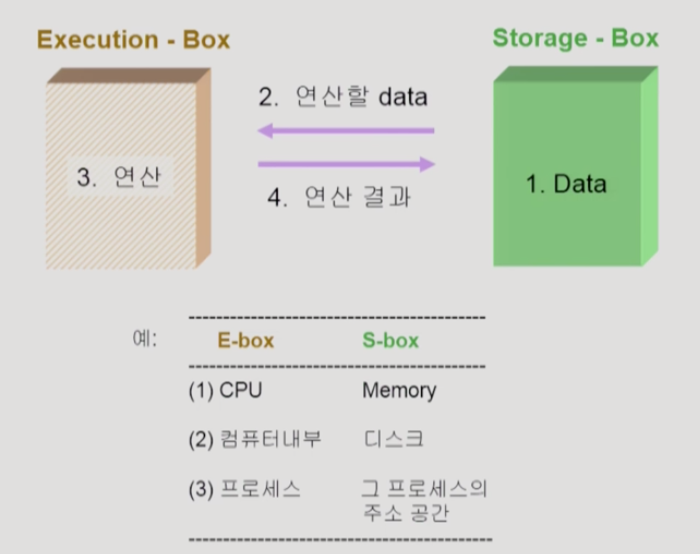 Execution - Box
Storage - Box
2. 연산할 data
3. 연산
1. Data
4. 연산 결과
예:
E-box S-box
(1) CPU Memory
(2) 컴퓨터내부 디스크
(3) 프로세스 그 프로세스의
주소 공간